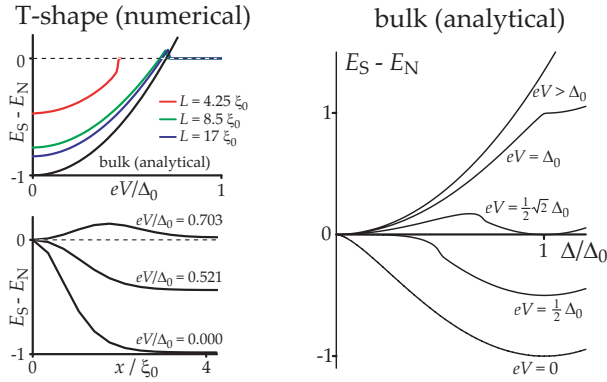 T-shape (numerical)
0
-1
E_S - E_N
L = 4.25 ξ_0
L = 8.5 ξ_0
L = 17 ξ_0
bulk (analytical)
0
eV/Δ_0
1
eV/Δ_0 = 0.703
0
eV/Δ_0 = 0.521
E_S - E_N
eV/Δ_0 = 0.000
-1
0
x / ξ_0
4
bulk (analytical)
E_S - E_N
eV > Δ_0
1
eV = Δ_0
eV = 1/2 √2 Δ_0
0
1
Δ/Δ_0
eV = 1/2 Δ_0
-1
eV = 0